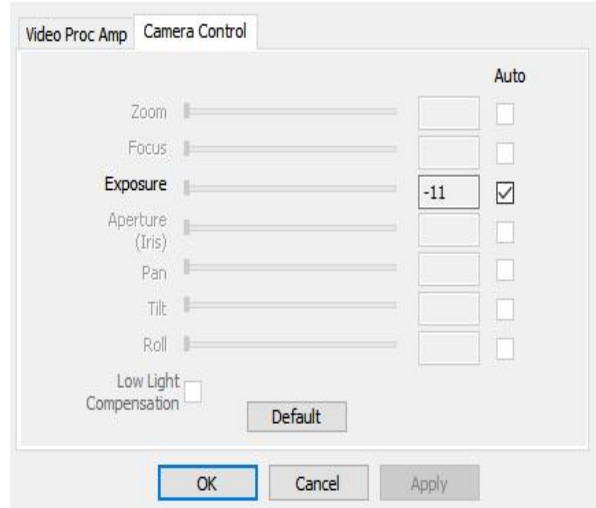 Video Proc Amp Camera Control
Auto
Zoom
Focus
Exposure -11
Aperture
(Iris)
Pan
Tilt
Roll
Low Light
Compensation
Default
OK Cancel Apply